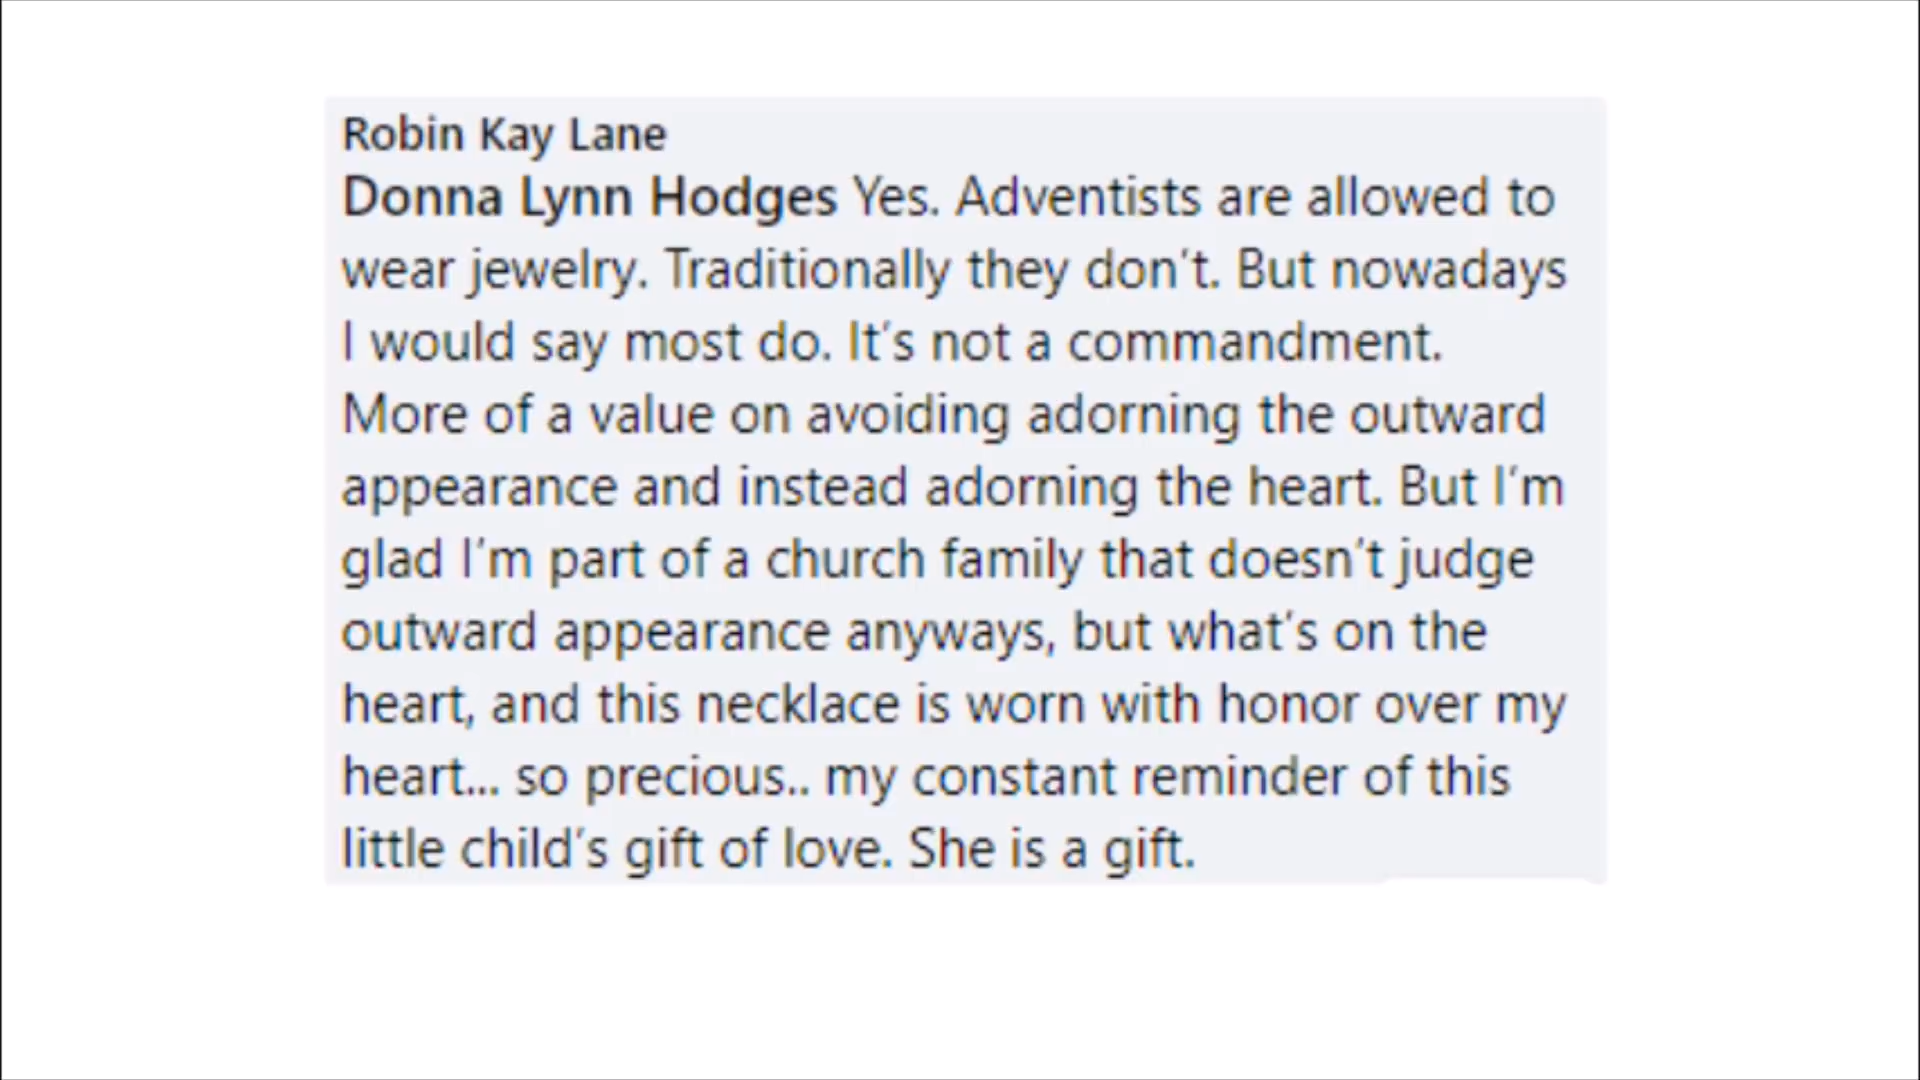 Robin Kay Lane
Donna Lynn Hodges Yes. Adventists are allowed to
wear jewelry. Traditionally they don't. But nowadays
I would say most do. It's not a commandment.
More of a value on avoiding adorning the outward
appearance and instead adorning the heart. But I'm
glad I'm part of a church family that doesn't judge
outward appearance anyways, but what's on the
heart, and this necklace is worn with honor over my
heart... so precious.. my constant reminder of this
little child's gift of love. She is a gift.